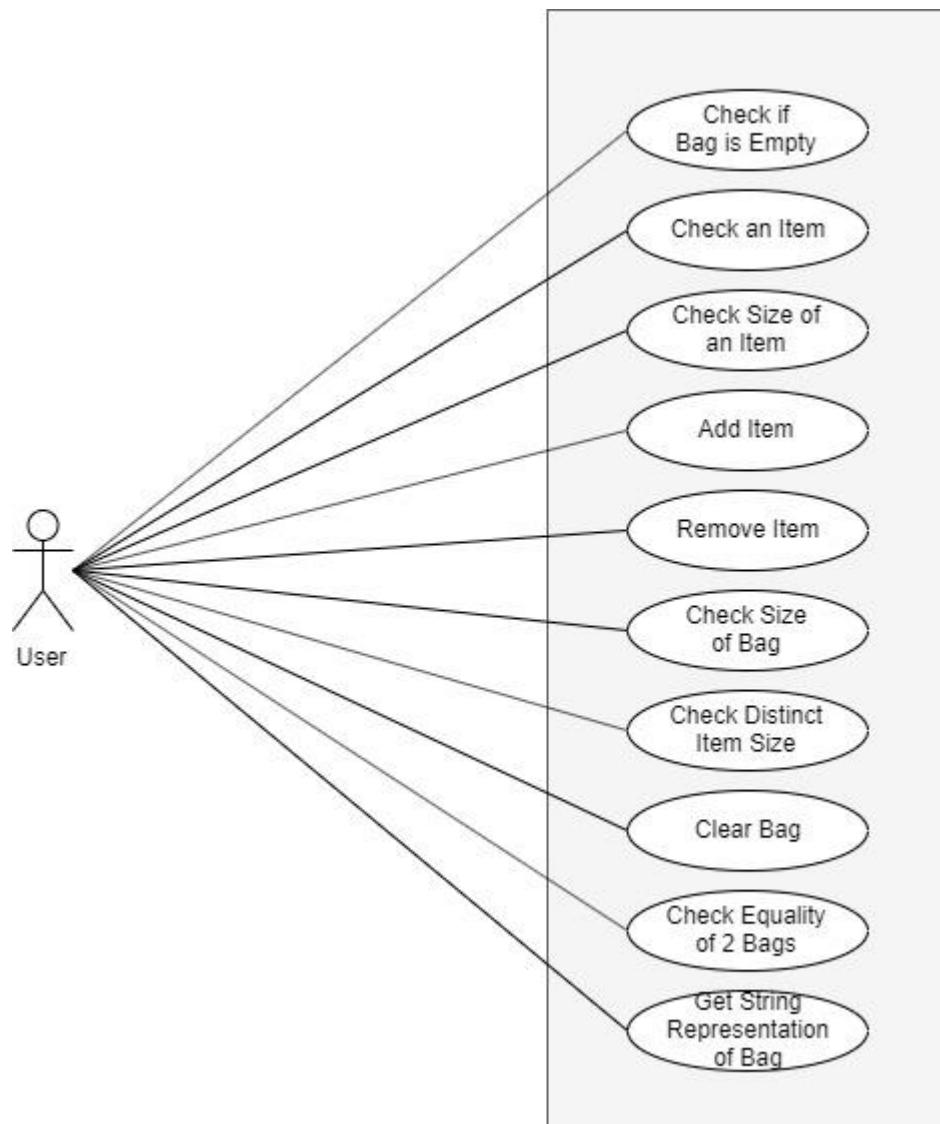 Check if
Bag is Empty
Check an Item
Check Size of
an Item
Add Item
Remove Item
User
Check Size
of Bag
Check Distinct
Item Size
Clear Bag
Check Equality
of 2 Bags
Get String
Representation
of Bag